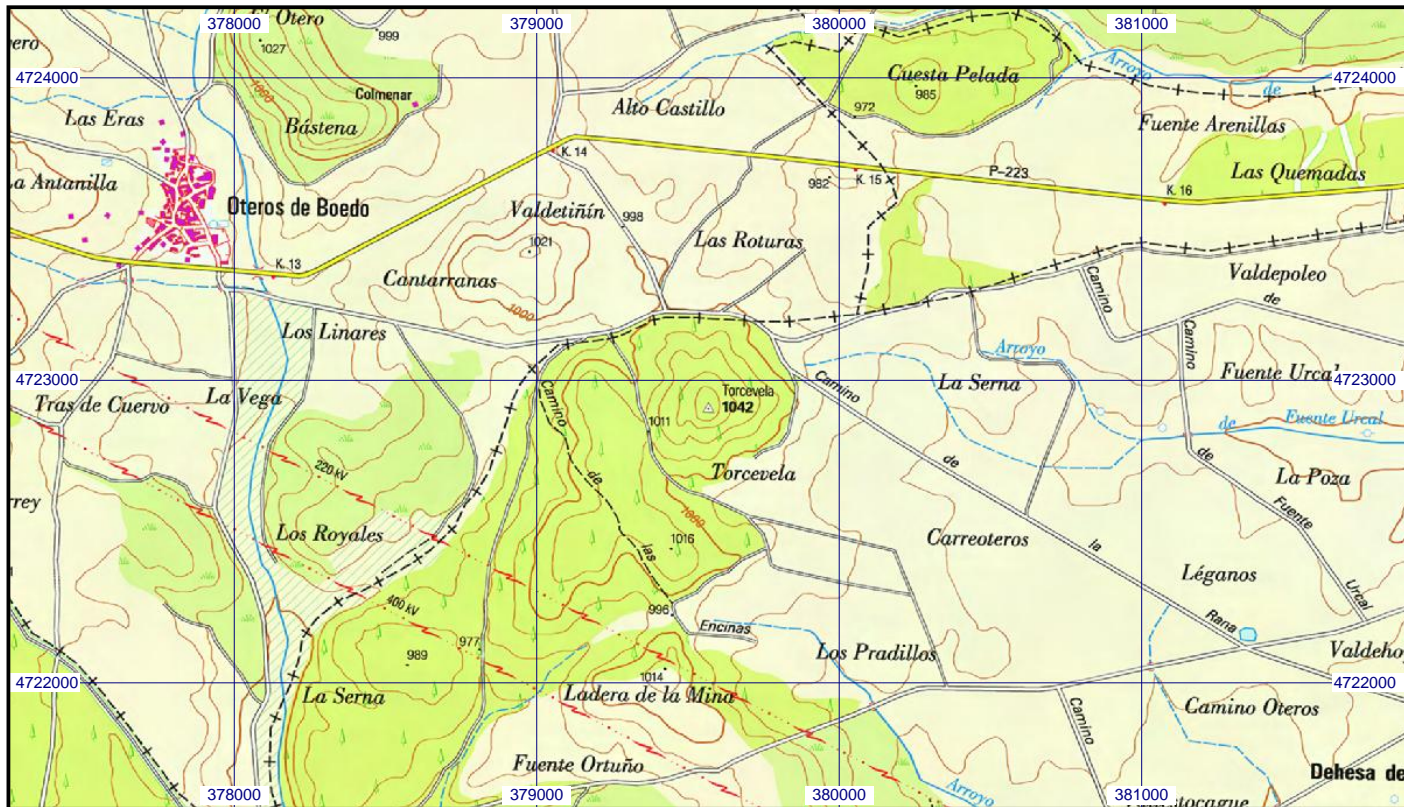 378000
379000
380000
381000
El Otero
1027
999
4724000
4724000
Cuesta Pelada
985
972
Arroyo
de
Colmenar
1000
Las Eras
Bástena
Alto Castillo
Fuente Arenillas
La Antanilla
K. 14
982
K. 15
P-223
K. 16
Las Quemadas
Oteros de Boedo
Valdetiñín
998
1021
Las Roturas
K. 13
Cantarranas
1000
Valdepoleo
Camino
de
Los Linares
Camino
Arroyo
4723000
4723000
La Vega
Tras de Cuervo
Camino
Torcevela
1042
Camino
La Serna
Fuente Urcal
1011
de
Fuente Urcal
220 kV
de
Torcevela
de
de
La Poza
Fuente
rrey
Los Royales
las
1000
1016
Carreoteros
la
Léganos
Urcal
400 kV
996
Encinas
Rana
977
989
Los Pradillos
Valdehoy
4722000
4722000
La Serna
1014
Ladera de la Mina
Camino
Camino Oteros
Fuente Ortuño
Arroyo
Dehesa de
378000
379000
380000
381000